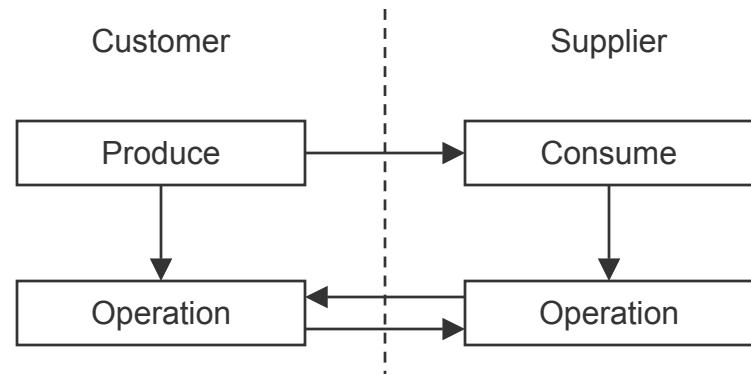 Customer
Supplier
Produce
Consume
Operation
Operation